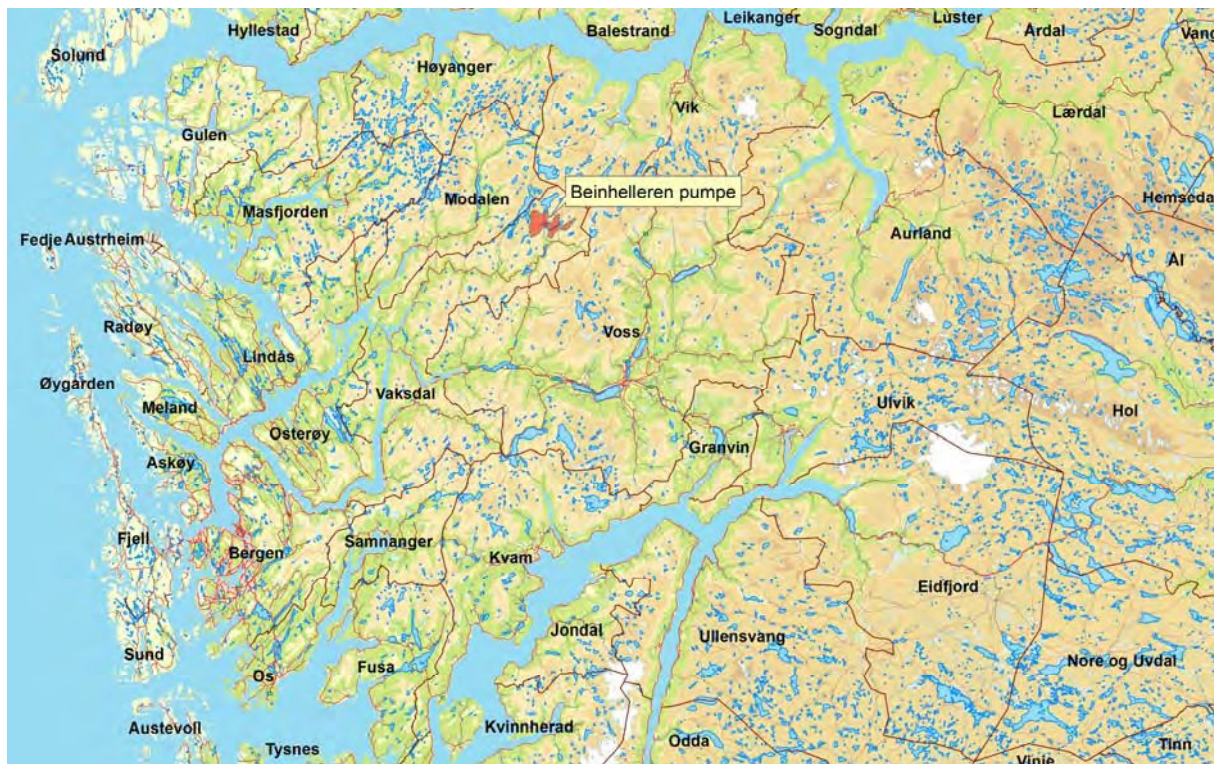 Leikanger
Luster
Hyllestad
Balestrand
Sogndal
Årdal
Vang
Solund
Høyanger
Vik
Lærdal
Gulen
Beinhelleren pumpe
Modalen
Hemseda
Masfjorden
Aurland
Fedje
Austrheim
Ål
Radøy
Voss
Lindås
Øygarden
Vaksdal
Meland
Ulvik
Hol
Osterøy
Granvin
Askøy
Fjell
Bergen
Samnanger
Kvam
Eidfjord
Jondal
Ullensvang
Sund
Os
Fusa
Nore og Uvdal
Austevoll
Kvinnherad
Tysnes
Odda
Tinn
Vinje